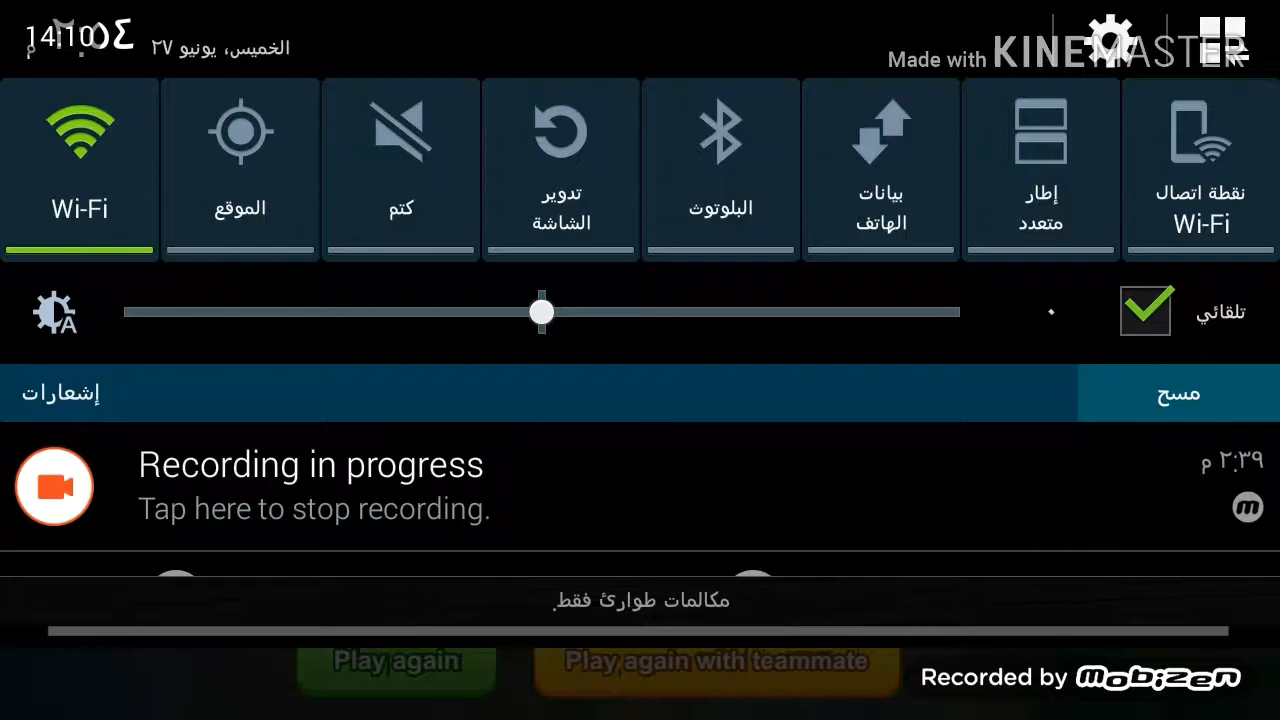 14:10
٢:٥٤ م
الخميس، يونيو ٢٧
Made with KINEMASTER
Wi-Fi
الموقع
كتم
تدوير
الشاشة
البلوتوث
بيانات
الهاتف
إطار
متعدد
نقطة اتصال
Wi-Fi
A
تلقائي
إشعارات
مسح
Recording in progress
٢:٣٩ م
Tap here to stop recording.
m
مكالمات طوارئ فقط.
Play again
Play again with teammate
Recorded by mobizen